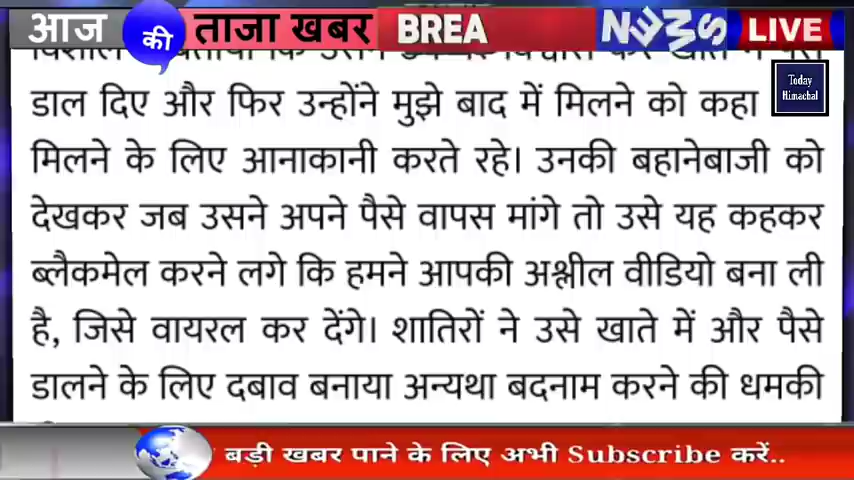 आज की ताजा खबर BREA NEWS LIVE
Today Himachal
डाल दिए और फिर उन्होंने मुझे बाद में मिलने को कहा
मिलने के लिए आनाकानी करते रहे। उनकी बहानेबाजी को
देखकर जब उसने अपने पैसे वापस मांगे तो उसे यह कहकर
ब्लैकमेल करने लगे कि हमने आपकी अश्लील वीडियो बना ली
है, जिसे वायरल कर देंगे। शातिरों ने उसे खाते में और पैसे
डालने के लिए दबाव बनाया अन्यथा बदनाम करने की धमकी
बड़ी खबर पाने के लिए अभी Subscribe करें..